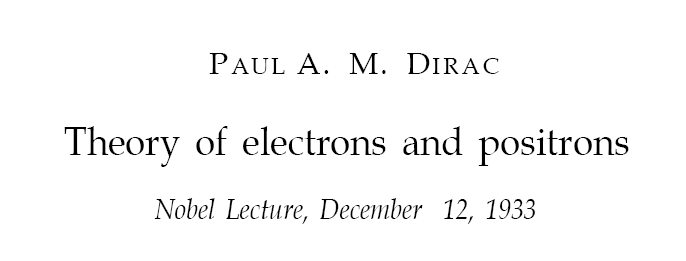 PAUL A. M. DIRAC
Theory of electrons and positrons
Nobel Lecture, December 12, 1933